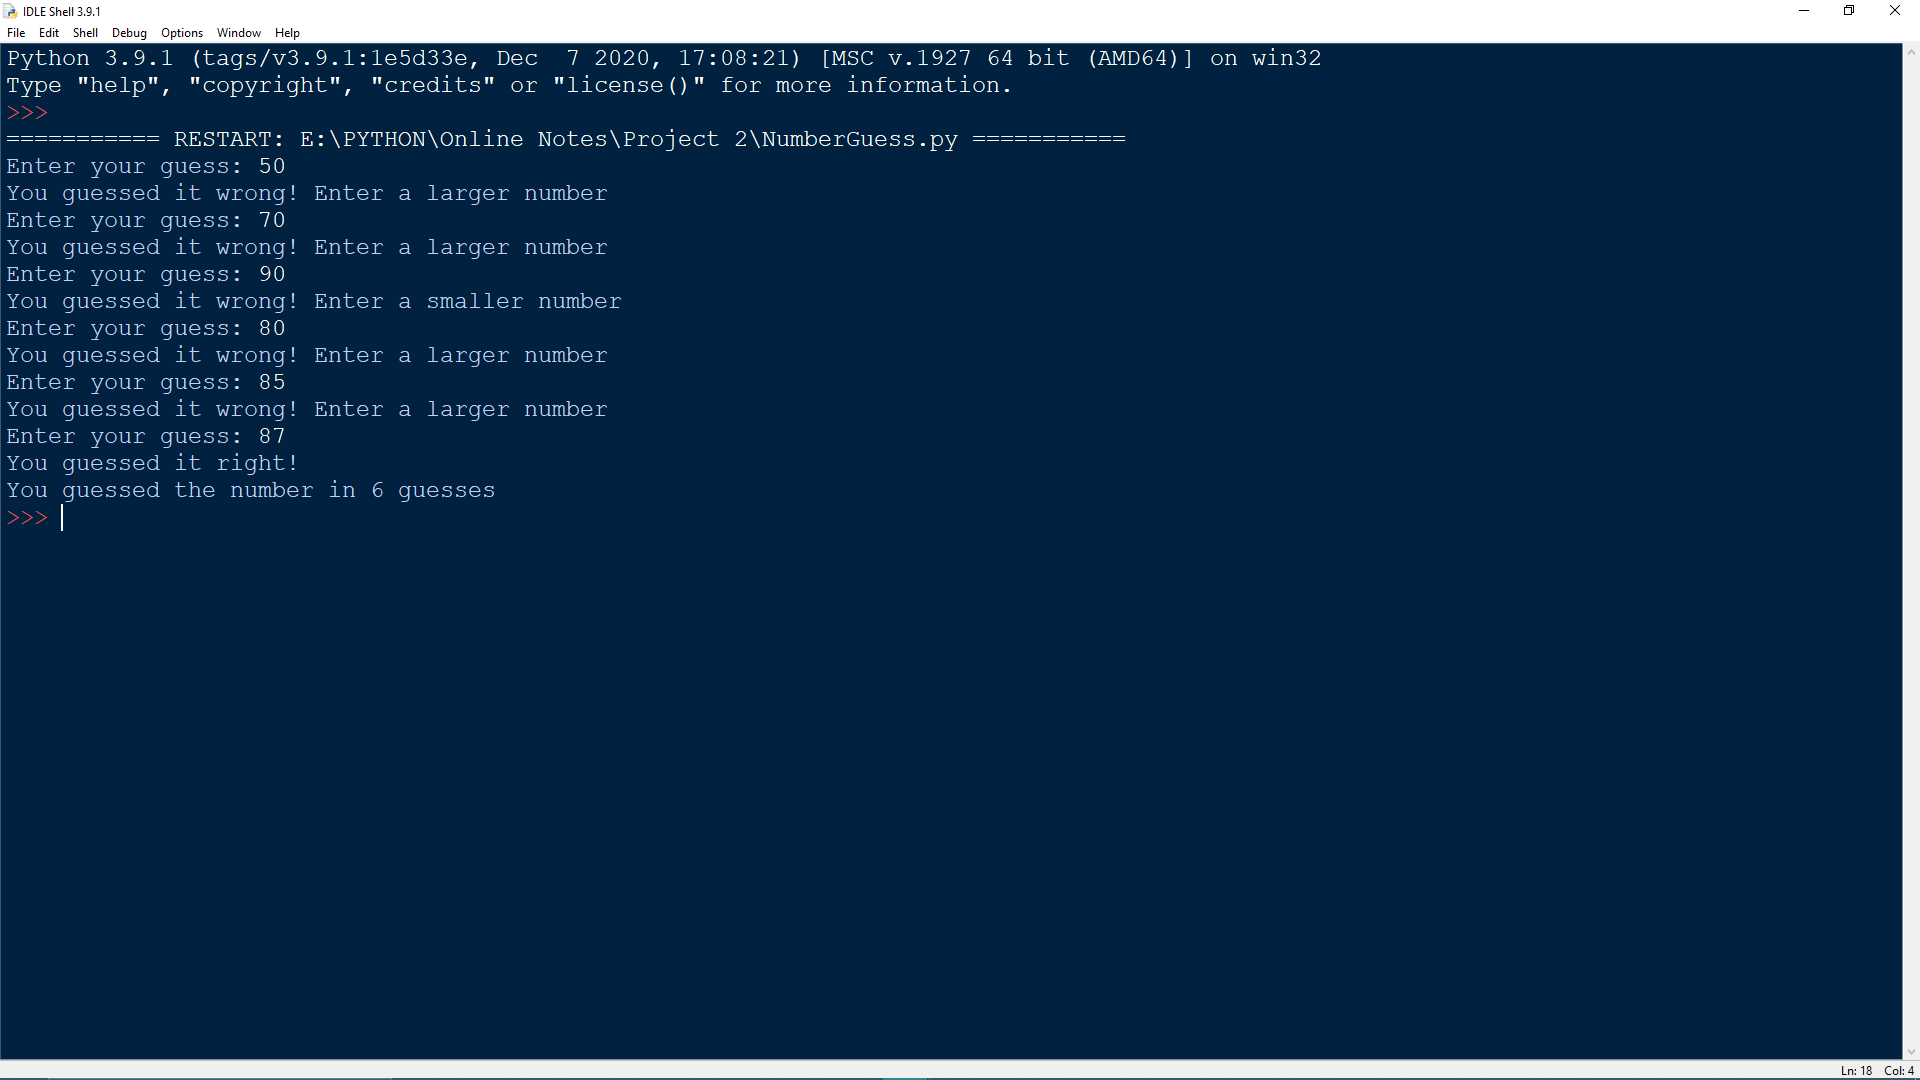 IDLE Shell 3.9.1
File Edit Shell Debug Options Window Help
Python 3.9.1 (tags/v3.9.1:1e5d33e, Dec  7 2020, 17:08:21) [MSC v.1927 64 bit (AMD64)] on win32
Type "help", "copyright", "credits" or "license()" for more information.
>>>
=========== RESTART: E:\PYTHON\Online Notes\Project 2\NumberGuess.py ===========
Enter your guess: 50
You guessed it wrong! Enter a larger number
Enter your guess: 70
You guessed it wrong! Enter a larger number
Enter your guess: 90
You guessed it wrong! Enter a smaller number
Enter your guess: 80
You guessed it wrong! Enter a larger number
Enter your guess: 85
You guessed it wrong! Enter a larger number
Enter your guess: 87
You guessed it right!
You guessed the number in 6 guesses
>>>
Ln: 18 Col: 4